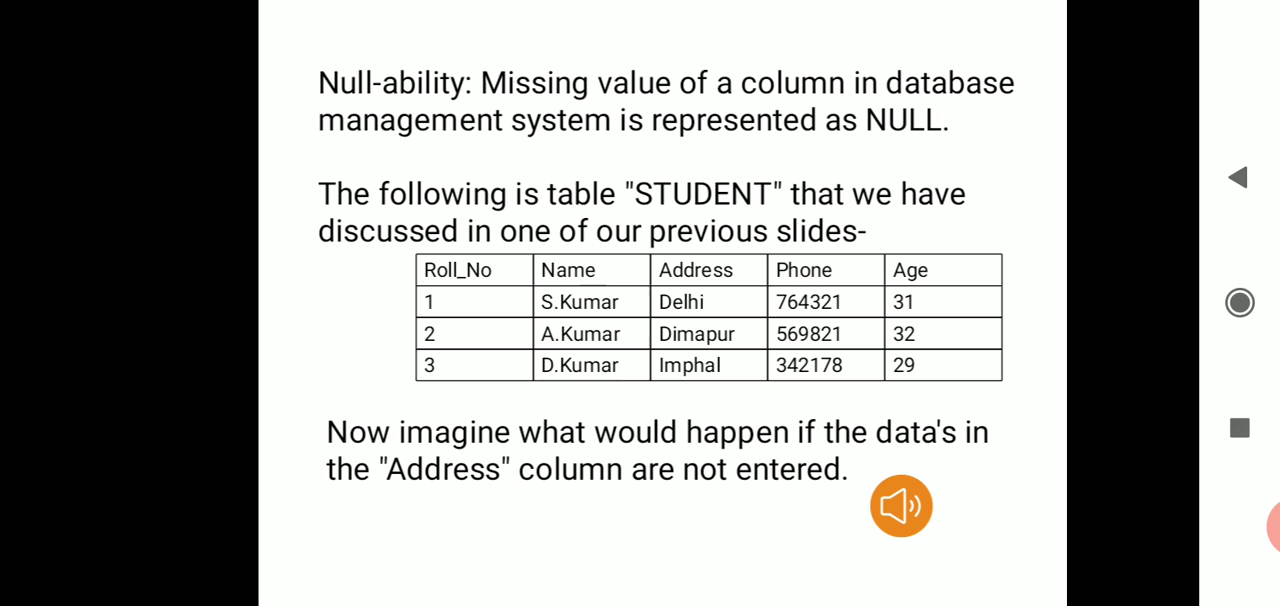 Null-ability: Missing value of a column in database
management system is represented as NULL.
The following is table "STUDENT" that we have
discussed in one of our previous slides-
Roll_No Name Address Phone Age
1 S.Kumar Delhi 764321 31
2 A.Kumar Dimapur 569821 32
3 D.Kumar Imphal 342178 29
Now imagine what would happen if the data's in
the "Address" column are not entered.